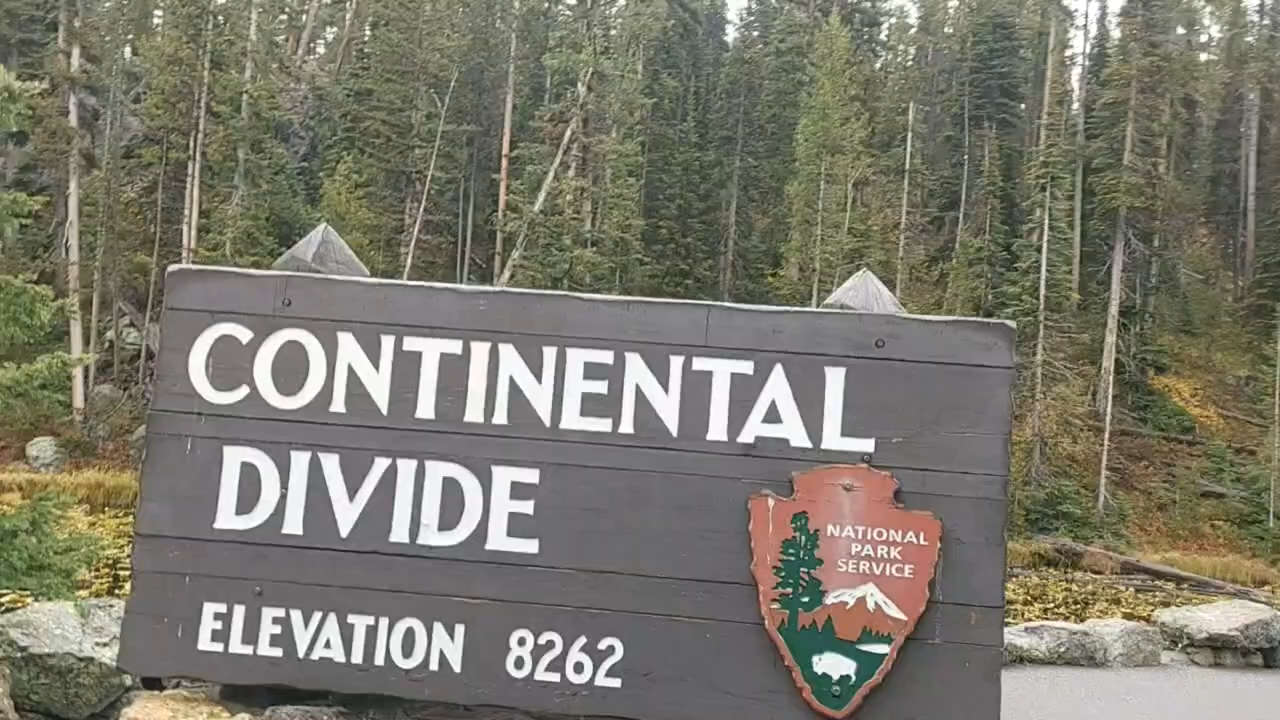 CONTINENTAL
DIVIDE
ELEVATION 8262
NATIONAL
PARK
SERVICE